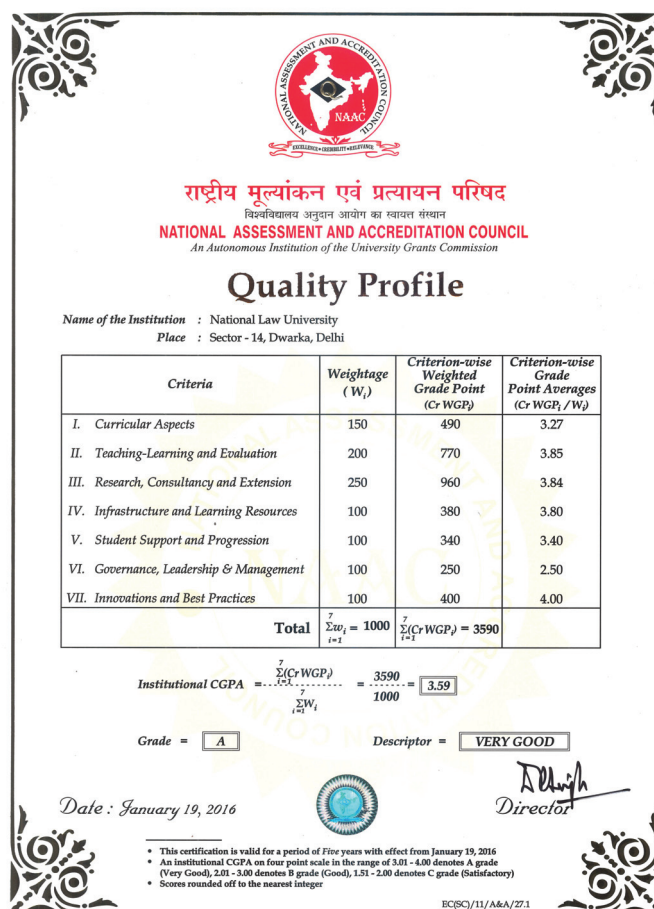 NATIONAL ASSESSMENT AND ACCREDITATION COUNCIL
NAAC
EXCELLENCE • CREDIBILITY • RELEVANCE
राष्ट्रीय मूल्यांकन एवं प्रत्यायन परिषद
विश्वविद्यालय अनुदान आयोग का स्वायत्त संस्थान
NATIONAL ASSESSMENT AND ACCREDITATION COUNCIL
An Autonomous Institution of the University Grants Commission
Quality Profile
Name of the Institution : National Law University
Place : Sector - 14, Dwarka, Delhi
Criteria Weightage (Wi) Criterion-wise Weighted Grade Point (Cr WGPi) Criterion-wise Grade Point Averages (Cr WGPi / Wi)
I. Curricular Aspects 150 490 3.27
II. Teaching-Learning and Evaluation 200 770 3.85
III. Research, Consultancy and Extension 250 960 3.84
IV. Infrastructure and Learning Resources 100 380 3.80
V. Student Support and Progression 100 340 3.40
VI. Governance, Leadership & Management 100 250 2.50
VII. Innovations and Best Practices 100 400 4.00
Total 7 Σwi = 1000 i=1 7 Σ(Cr WGPi) = 3590 i=1
Institutional CGPA = 7 Σ(Cr WGPi) i=1 / 7 ΣWi i=1 = 3590 / 1000 = 3.59
Grade = A Descriptor = VERY GOOD
Date : January 19, 2016 Director
• This certification is valid for a period of Five years with effect from January 19, 2016
• An institutional CGPA on four point scale in the range of 3.01 - 4.00 denotes A grade
(Very Good), 2.01 - 3.00 denotes B grade (Good), 1.51 - 2.00 denotes C grade (Satisfactory)
• Scores rounded off to the nearest integer
EC(SC)/11/A&A/27.1